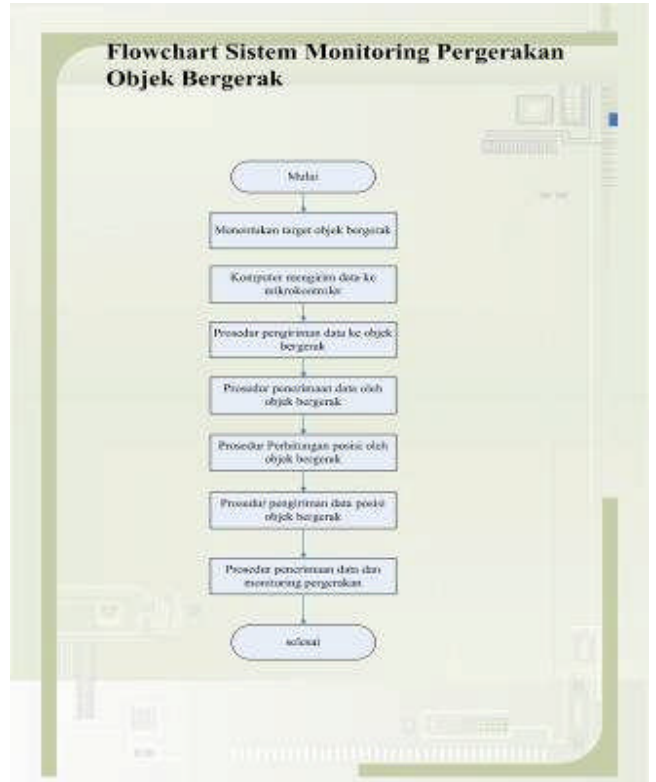 Flowchart Sistem Monitoring Pergerakan
Objek Bergerak
Mulai
Menentukan target objek bergerak
Komputer mengirim data ke
mikrokontroler
Prosedur pengiriman data ke objek
bergerak
Prosedur penerimaan data oleh
objek bergerak
Prosedur Perhitungan posisi oleh
objek bergerak
Prosedur pengiriman data posisi
objek bergerak
Prosedur penerimaan data dan
monitoring pergerakan
selesai